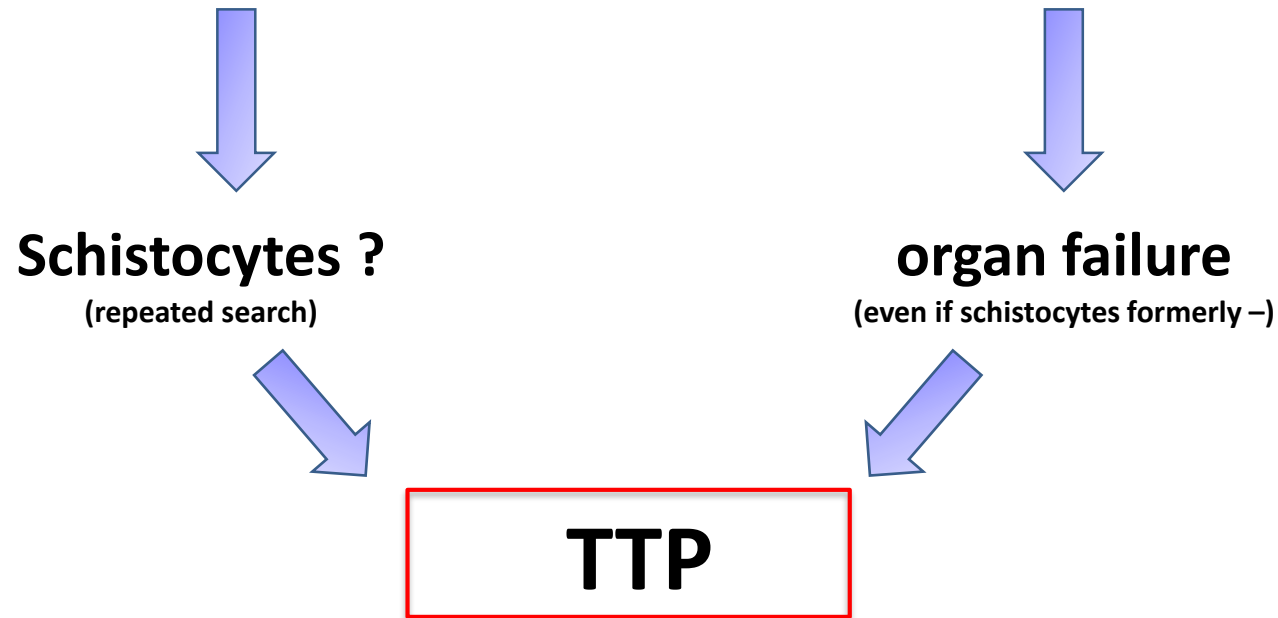 Schistocytes ?
(repeated search)
organ failure
(even if schistocytes formerly –)
TTP